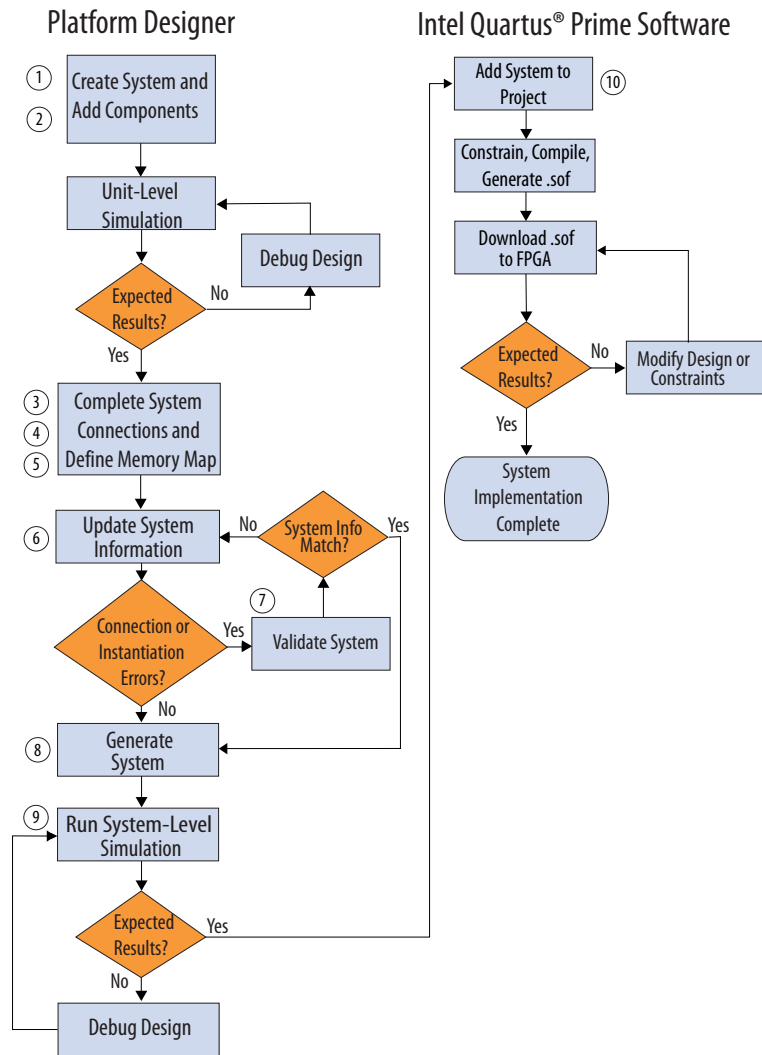 Platform Designer
1
2
Create System and
Add Components
Unit-Level
Simulation
Debug Design
Expected
Results?
No
Yes
3
4
5
Complete System
Connections and
Define Memory Map
6
Update System
Information
No
System Info
Match?
Yes
7
Connection or
Instantiation
Errors?
Yes
Validate System
No
8
Generate
System
9
Run System-Level
Simulation
Expected
Results?
Yes
No
Debug Design
Intel Quartus® Prime Software
Add System to
Project
10
Constrain, Compile,
Generate .sof
Download .sof
to FPGA
Expected
Results?
No
Modify Design or
Constraints
Yes
System
Implementation
Complete